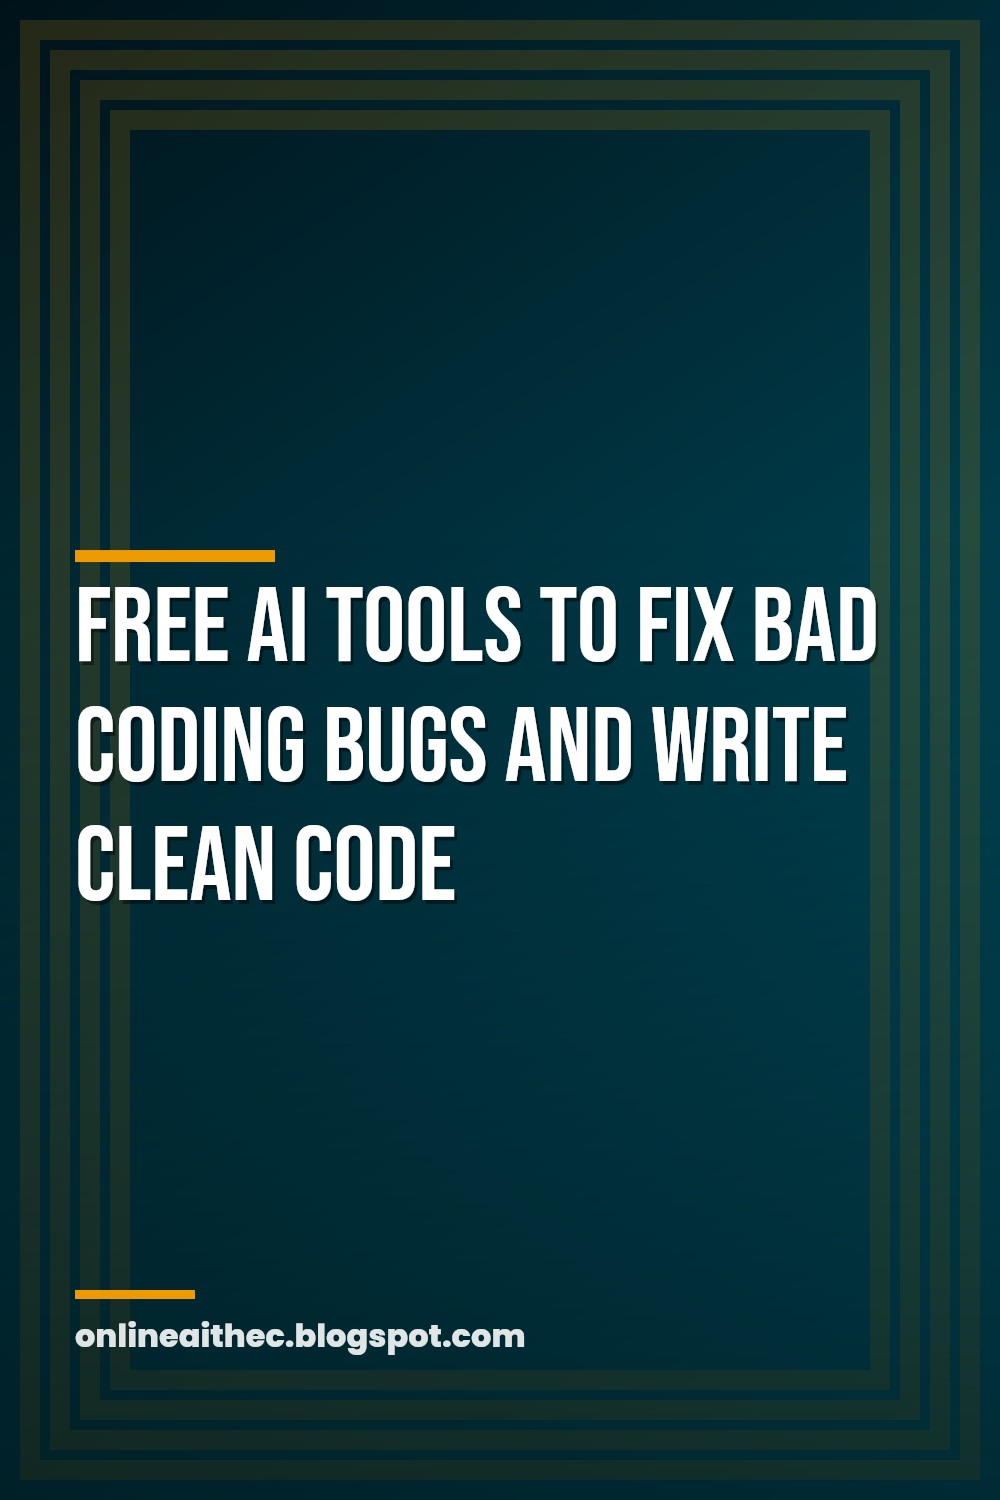 FREE AI TOOLS TO FIX BAD
CODING BUGS AND WRITE
CLEAN CODE
onlineaithec.blogspot.com